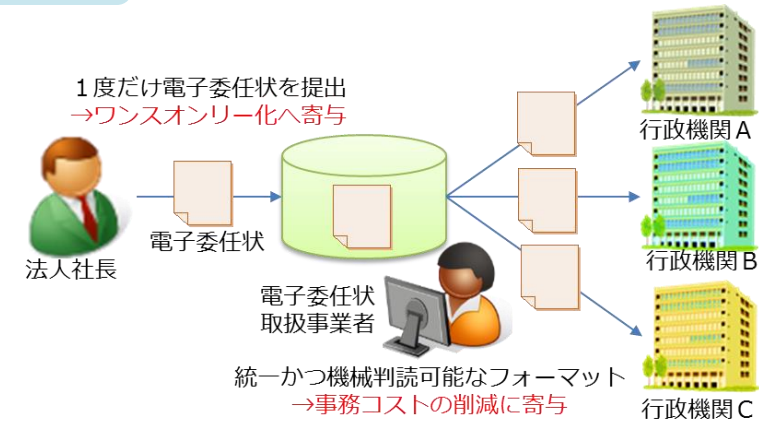 １度だけ電子委任状を提出
→ワンスオンリー化へ寄与
行政機関Ａ
電子委任状
法人社長
行政機関Ｂ
電子委任状
取扱事業者
統一かつ機械判読可能なフォーマット
→事務コストの削減に寄与
行政機関Ｃ